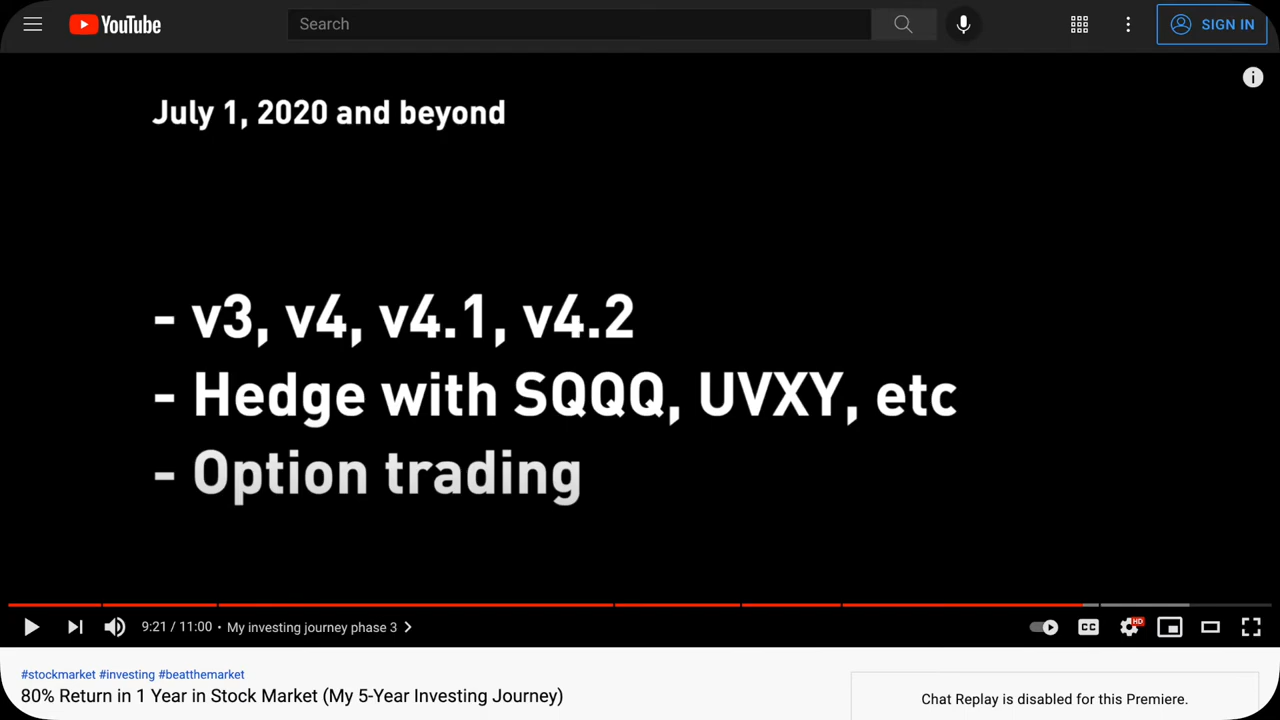 YouTube
Search
SIGN IN
July 1, 2020 and beyond
- v3, v4, v4.1, v4.2
- Hedge with SQQQ, UVXY, etc
- Option trading
9:21 / 11:00 • My investing journey phase 3
CC
HD
#stockmarket #investing #beatthemarket
80% Return in 1 Year in Stock Market (My 5-Year Investing Journey)
Chat Replay is disabled for this Premiere.